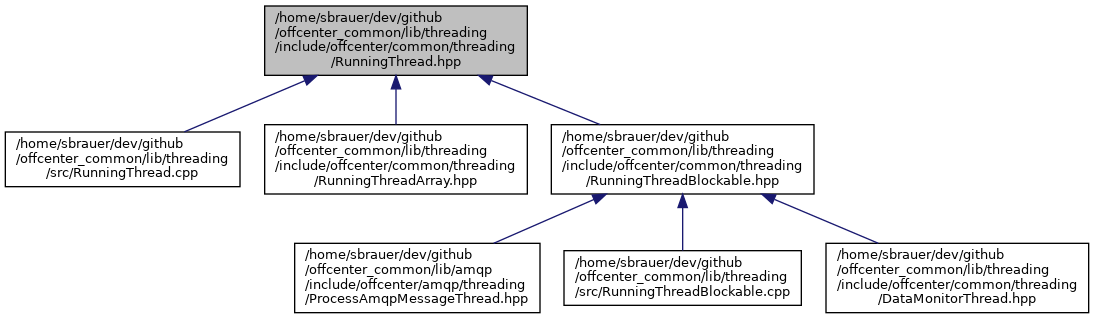 /home/sbrauer/dev/github
/offcenter_common/lib/threading
/include/offcenter/common/threading
/RunningThread.hpp
/home/sbrauer/dev/github
/offcenter_common/lib/threading
/src/RunningThread.cpp
/home/sbrauer/dev/github
/offcenter_common/lib/threading
/include/offcenter/common/threading
/RunningThreadArray.hpp
/home/sbrauer/dev/github
/offcenter_common/lib/threading
/include/offcenter/common/threading
/RunningThreadBlockable.hpp
/home/sbrauer/dev/github
/offcenter_common/lib/amqp
/include/offcenter/amqp/threading
/ProcessAmqpMessageThread.hpp
/home/sbrauer/dev/github
/offcenter_common/lib/threading
/src/RunningThreadBlockable.cpp
/home/sbrauer/dev/github
/offcenter_common/lib/threading
/include/offcenter/common/threading
/DataMonitorThread.hpp